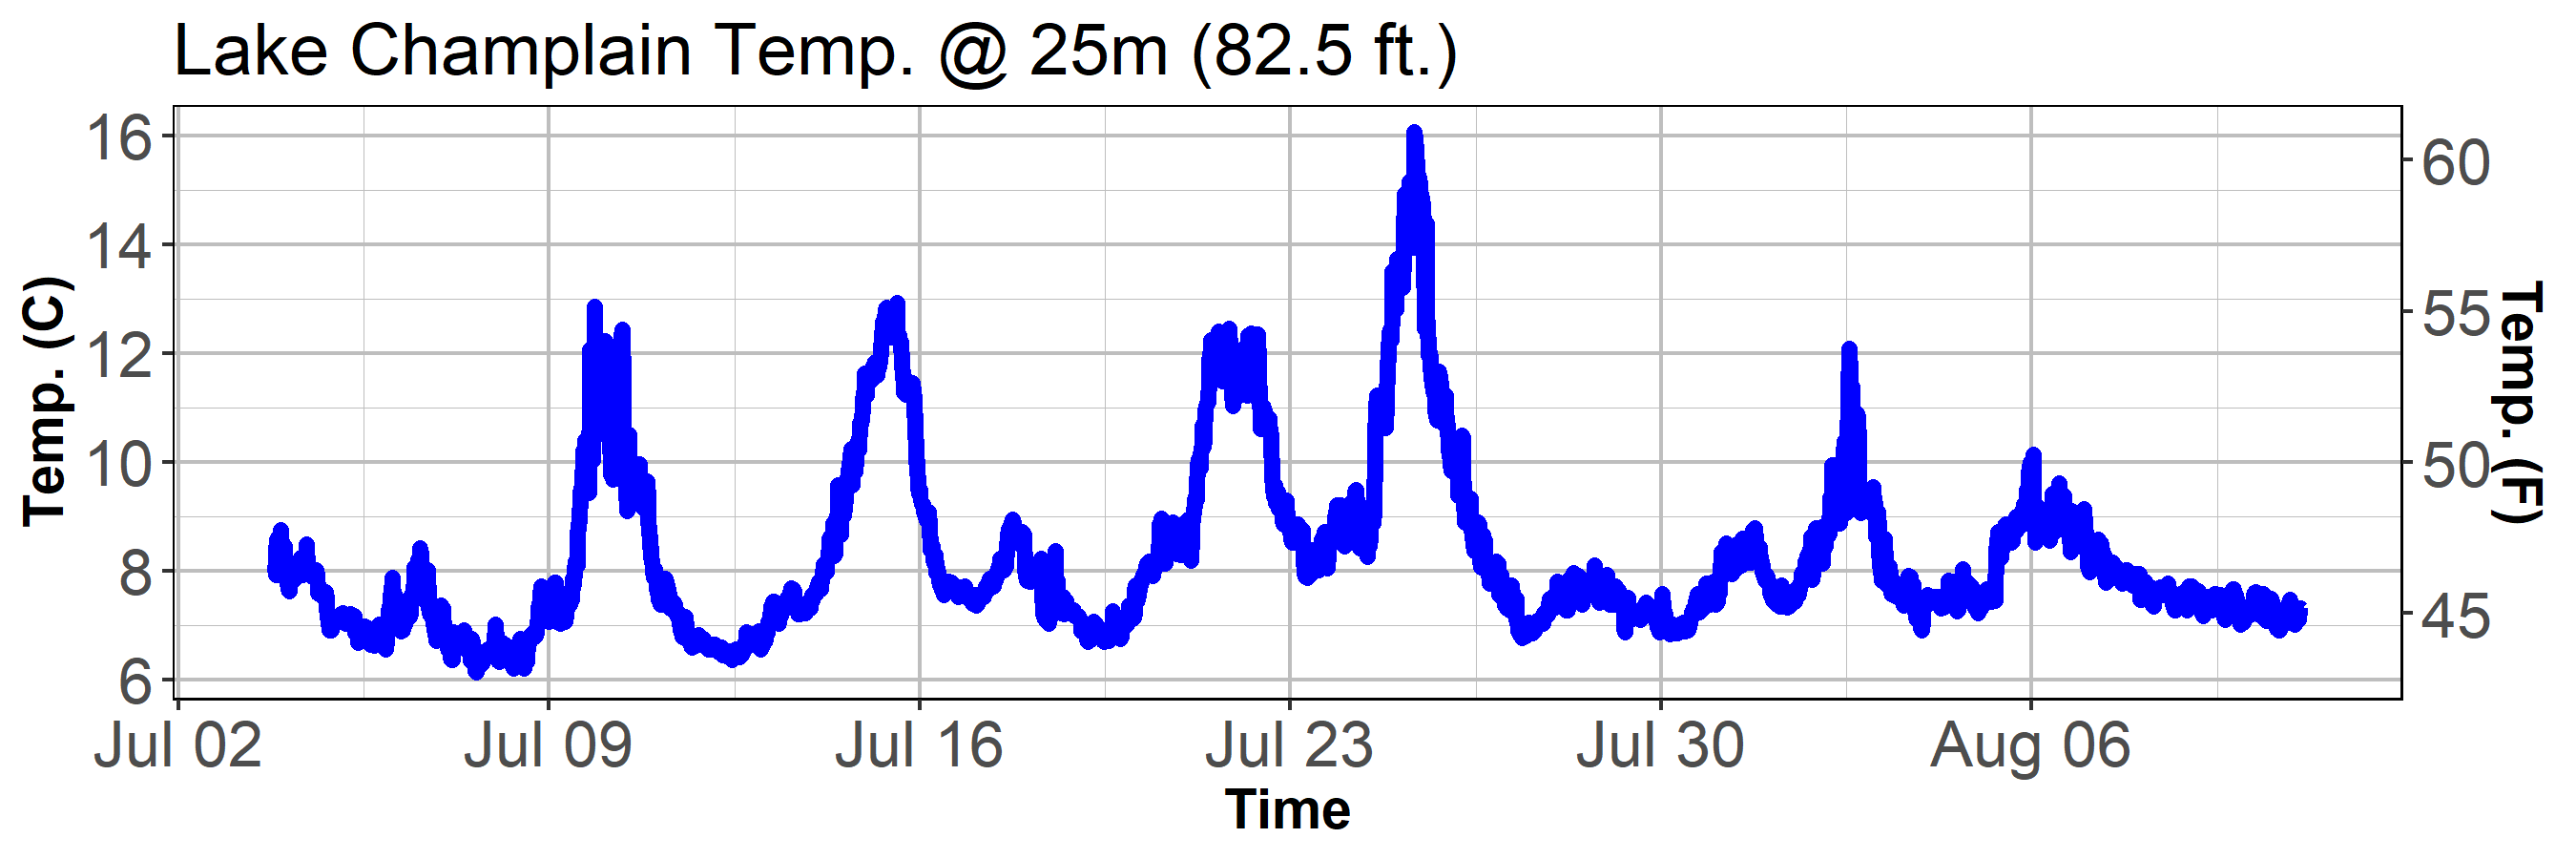 Lake Champlain Temp. @ 25m (82.5 ft.)
Temp. (C)
16
14
12
10
8
6
60
55
50
45
Temp. (F)
Jul 02 Jul 09 Jul 16 Jul 23 Jul 30 Aug 06
Time